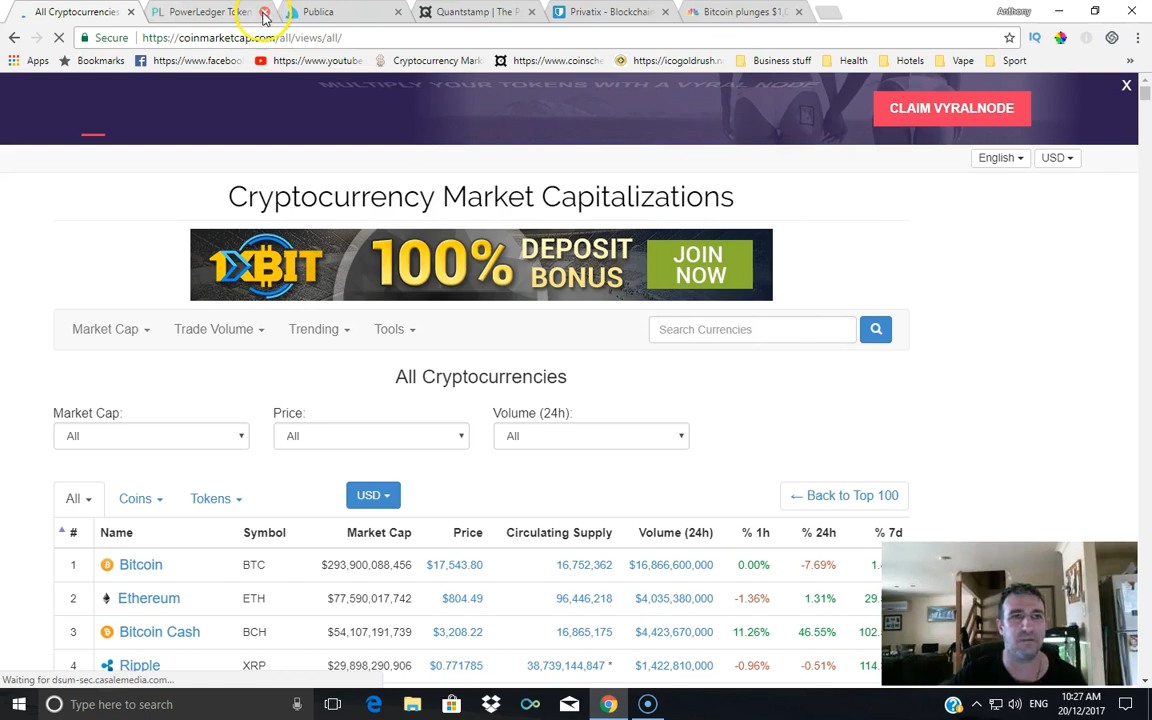 All Cryptocurrencies
PowerLedger Token
Publica
Quantstamp | The P
Privatix - Blockchain
Bitcoin plunges $1,0
Anthony
Secure
https://coinmarketcap.com/all/views/all/
Apps
Bookmarks
https://www.faceboo
https://www.youtube
Cryptocurrency Mark
https://www.coinsche
https://icogoldrush.n
Business stuff
Health
Hotels
Vape
Sport
MULTIPLY YOUR TOKENS WITH A VYRAL NODE
X
CLAIM VYRALNODE
English
USD
Cryptocurrency Market Capitalizations
1XBIT
100% DEPOSIT BONUS
JOIN NOW
Market Cap
Trade Volume
Trending
Tools
Search Currencies
All Cryptocurrencies
Market Cap:
Price:
Volume (24h):
All
All
All
All
Coins
Tokens
USD
← Back to Top 100
# Name Symbol Market Cap Price Circulating Supply Volume (24h) % 1h % 24h % 7d
1 Bitcoin BTC $293,900,088,456 $17,543.80 16,752,362 $16,866,600,000 0.00% -7.69% 1.
2 Ethereum ETH $77,590,017,742 $804.49 96,446,218 $4,035,380,000 -1.36% 1.31% 29.
3 Bitcoin Cash BCH $54,107,191,739 $3,208.22 16,865,175 $4,423,670,000 11.26% 46.55% 102.
4 Ripple XRP $29,898,290,906 $0.771785 38,739,144,847 * $1,422,810,000 -0.96% -0.51% 114.
Waiting for dsum-sec.casalemedia.com...
Type here to search
ENG
10:27 AM
20/12/2017